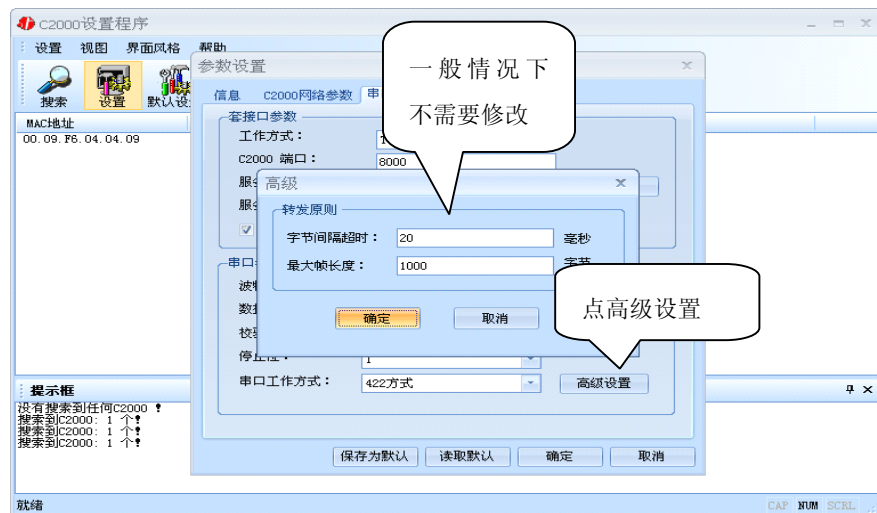 C2000设置程序
设置 视图 界面风格 帮助
搜索 设置
MAC地址
00.09.F6.04.04.09
参数设置
信息 C2000网络参数
套接口参数
工作方式：
C2000 端口： 8000
一般情况下
不需要修改
高级
转发原则
字节间隔超时： 20 毫秒
最大帧长度： 1000 字节
确定 取消
点高级设置
1
串口工作方式： 422方式 高级设置
保存为默认 读取默认 确定 取消
提示框
没有搜索到任何C2000 !
搜索到C2000: 1 个!
搜索到C2000: 1 个!
搜索到C2000: 1 个!
就绪 CAP NUM SCRL